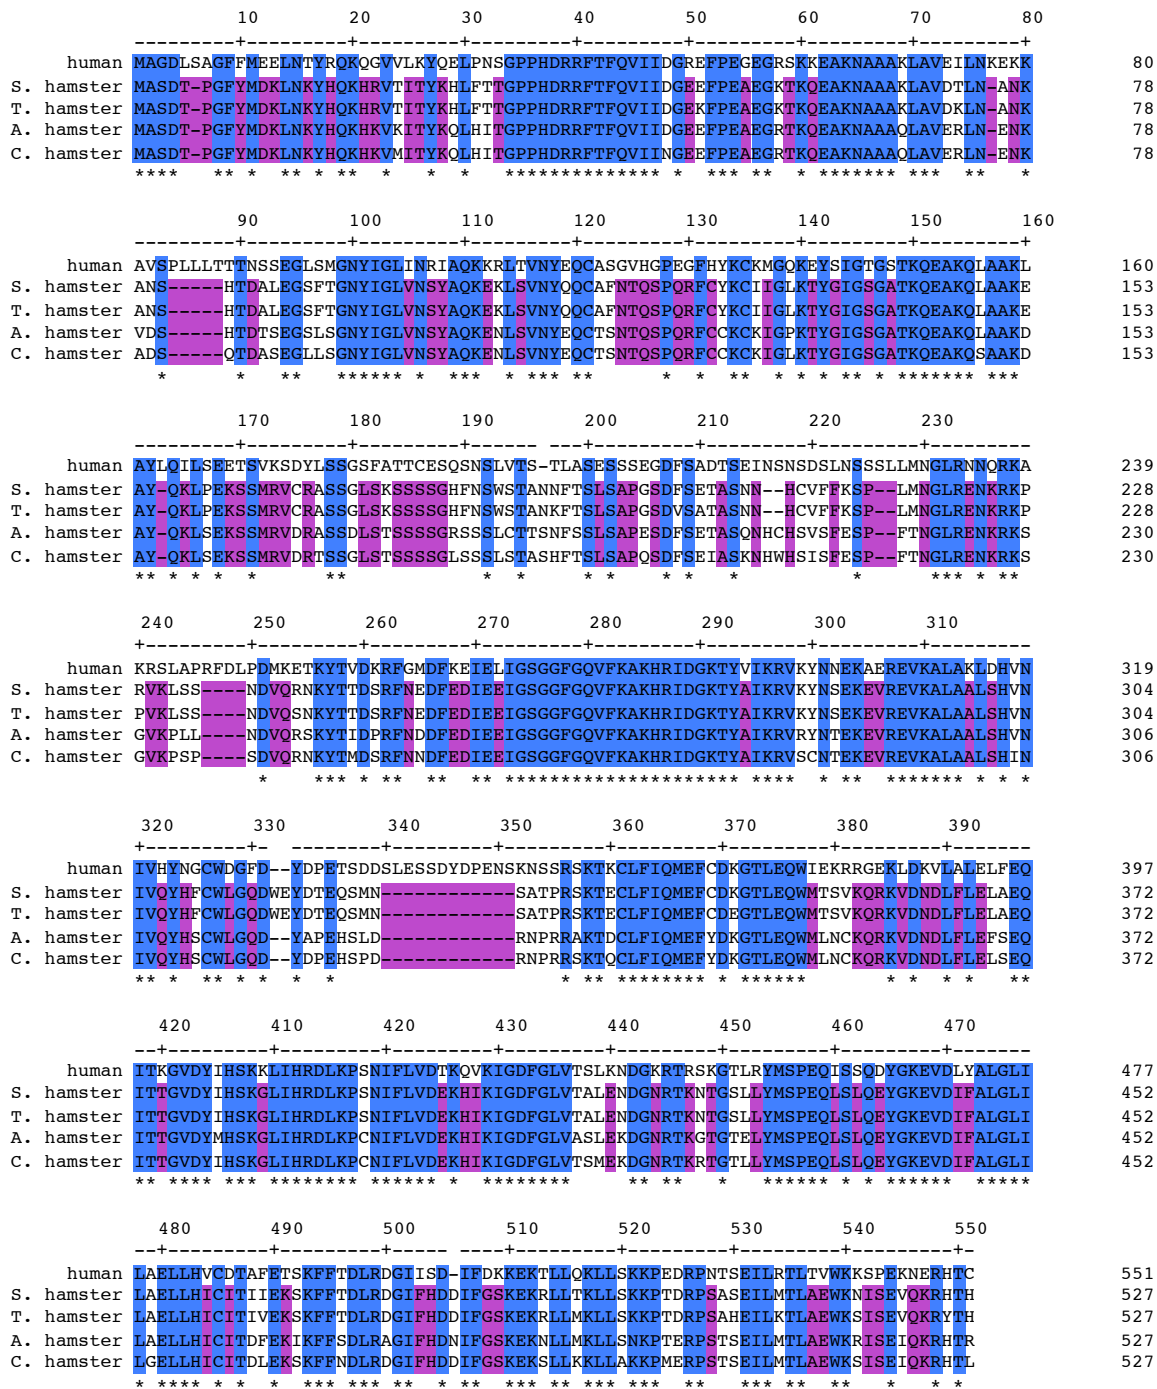 10 20 30 40 50 60 70 80
---------+---------+---------+---------+---------+---------+---------+---------+
human MAGDLSAGFFMEELNTYRQKQGVVLKYQELPNSGPPHDRRFTFQVIIDGREFPEGEGRSKKEAKNAAAKLAVEILNKEKK 80
S. hamster MASDT-PGFYMDKLNKYHQKHRVTITYKHLFTTGPPHDRRFTFQVIIDGEEFPEAEGKTKQEAKNAAAKLAVDTLN-ANK 78
T. hamster MASDT-PGFYMDKLNKYHQKHRVTITYKHLFTTGPPHDRRFTFQVIIDGEKFPEAEGKTKQEAKNAAAKLAVDKLN-ANK 78
A. hamster MASDT-PGFYMDKLNKYHQKHKVKITYKQLHITGPPHDRRFTFQVIIDGEEFPEAEGRTKQEAKNAAAQLAVERLN-ENK 78
C. hamster MASDT-PGFYMDKLNKYHQKHKVMITYKQLHITGPPHDRRFTFQVIINGEEFPEAEGRTKQEAKNAAAQLAVERLN-ENK 78
**** ** * ** * ** * * * ************** * *** ** * ******** *** ** * *
90 100 110 120 130 140 150 160
---------+---------+---------+---------+---------+---------+---------+---------+
human AVSPLLLTTTNSSEGLSMGNYIGLINRIAQKKRLTVNYEQCASGVHGPEGFHYKCKMGQKEYSIGTGSTKQEAKQLAAKL 160
S. hamster ANS-----HTDALEGSFTGNYIGLVNSYAQKEKLSVNYQQCAFNTQSPQRFCYKCIIGLKTYGIGSGATKQEAKQLAAKE 153
T. hamster ANS-----HTDALEGSFTGNYIGLVNSYAQKEKLSVNYEQCAFNTQSPQRFCYKCIIGLKTYGIGSGATKQEAKQLAAKE 153
A. hamster VDS-----HTDTSEGSLSGNYIGLVNSYAQKENLSVNYEQCTSNTQSPQRFCCKCKIGPKTYGIGSGATKQEAKQLAAKD 153
C. hamster ADS-----QTDASEGLLSGNYIGLVNSYAQKENLSVNYEQCTSNTQSPQRFCCKCKIGLKTYGIGSGATKQEAKQSAAKD 153
* * ** ****** * *** * *** ** * * ** * * ** * ******* ***
170 180 190 200 210 220 230
---------+---------+---------+------ ---+---------+---------+---------+--------
human AYLQILSEETSVKSDYLSSGSFATTCESQSNSLVTS-TLASESSSEGDFSADTSEINSNSDSLNSSSLLMNGLRNNQRKA 239
S. hamster AY-QKLPEKSSMRVCRASSGLSKSSSSGHFNSWSTANNFTSLSAPGSDFSETASNN--HCVFFKSP--LMNGLRENKRKP 228
T. hamster AY-QKLPEKSSMRVCRASSGLSKSSSSGHFNSWSTANKFTSLSAPGSDVSATASNN--HCVFFKSP--LMNGLRENKRKP 228
A. hamster AY-QKLSEKSSMRVDRASSDLSTSSSSGRSSSLCTTSNFSSLSAPESDFSETASQNHCHSVSFESP--FTNGLRENKRKS 230
C. hamster AY-QKLSEKSSMRVDRTSSGLSTSSSSGLSSSLSTASHFTSLSAPQSDFSEIASKNHWHSISFESP--FTNGLRENKRKS 230
** * * * * ** * * * * * * * * *** * **
240 250 260 270 280 290 300 310
+---------+---------+---------+---------+---------+---------+---------+---------
human KRSLAPRFDLPDMKETKYTVDKRFGMDFKEIELIGSGGFGQVFKAKHRIDGKTYVIKRVKYNNEKAEREVKALAKLDHVN 319
S. hamster RVKLSS----NDVQRNKYTTDSRFNEDFEDIEEIGSGGFGQVFKAKHRIDGKTYAIKRVKYNSEKEVREVKALAALSHVN 304
T. hamster PVKLSS----NDVQSNKYTTDSRFNEDFEDIEEIGSGGFGQVFKAKHRIDGKTYAIKRVKYNSEKEVREVKALAALSHVN 304
A. hamster GVKPLL----NDVQRSKYTIDPRFNDDFEDIEEIGSGGFGQVFKAKHRIDGKTYAIKRVRYNTEKEVREVKALAALSHVN 306
C. hamster GVKPSP----SDVQRNKYTMDSRFNNDFEDIEEIGSGGFGQVFKAKHRIDGKTYAIKRVSCNTEKEVREVKALAALSHIN 306
* *** * ** ** ** ********************* **** * ** ******* * * *
320 330 340 350 360 370 380 390
+---------+-  ---------+---------+---------+---------+---------+---------+-------
human IVHYNGCWDGFD--YDPETSDDSLESSDYDPENSKNSSRSKTKCLFIQMEFCDKGTLEQWIEKRRGEKLDKVLALELFEQ 397
S. hamster IVQYHFCWLGQDWEYDTEQSMN------------SATPRSKTECLFIQMEFCDKGTLEQWMTSVKQRKVDNDLFLELAEQ 372
T. hamster IVQYHFCWLGQDWEYDTEQSMN------------SATPRSKTECLFIQMEFCDEGTLEQWMTSVKQRKVDNDLFLELAEQ 372
A. hamster IVQYHSCWLGQD--YAPEHSLD------------RNPRRAKTDCLFIQMEFYDKGTLEQWMLNCKQRKVDNDLFLEFSEQ 372
C. hamster IVQYHSCWLGQD--YDPEHSPD------------RNPRRSKTQCLFIQMEFYDKGTLEQWMLNCKQRKVDNDLFLELSEQ 372
** * ** * * * * * ** ******** * ****** * * * * **
420 410 420 430 440 450 460 470
--+---------+---------+---------+---------+---------+---------+---------+-------
human ITKGVDYIHSKKLIHRDLKPSNIFLVDTKQVKIGDFGLVTSLKNDGKRTRSKGTLRYMSPEQISSQDYGKEVDLYALGLI 477
S. hamster ITTGVDYIHSKGLIHRDLKPSNIFLVDEKHIKIGDFGLVTALENDGNRTKNTGSLLYMSPEQLSLQEYGKEVDIFALGLI 452
T. hamster ITTGVDYIHSKGLIHRDLKPSNIFLVDEKHIKIGDFGLVTALENDGNRTKNTGSLLYMSPEQLSLQEYGKEVDIFALGLI 452
A. hamster ITTGVDYMHSKGLIHRDLKPCNIFLVDEKHIKIGDFGLVASLEKDGNRTKGTGTELYMSPEQLSLQEYGKEVDIFALGLI 452
C. hamster ITTGVDYIHSKGLIHRDLKPCNIFLVDEKHIKIGDFGLVTSMEKDGNRTKRTGTLLYMSPEQLSLQEYGKEVDIFALGLI 452
** **** *** ******** ****** * ******** ** ** * ****** * * ****** *****
480 490 500 510 520 530 540 550
--+---------+---------+----- ----+---------+---------+---------+---------+-
human LAELLHVCDTAFETSKFFTDLRDGIISD-IFDKKEKTLLQKLLSKKPEDRPNTSEILRTLTVWKKSPEKNERHTC 551
S. hamster LAELLHICITIIEKSKFFTDLRDGIFHDDIFGSKEKRLLTKLLSKKPTDRPSASEILMTLAEWKNISEVQKRHTH 527
T. hamster LAELLHICITIVEKSKFFTDLRDGIFHDDIFGSKEKRLLMKLLSKKPTDRPSAHEILKTLAEWKSISEVQKRYTH 527
A. hamster LAELLHICITDFEKIKFFSDLRAGIFHDNIFGSKEKNLLMKLLSNKPTERPSTSEILMTLAEWKRISEIQKRHTR 527
C. hamster LGELLHICITDLEKSKFFNDLRDGIFHDDIFGSKEKSLLKKLLAKKPMERPSTSEILMTLAEWKSISEIQKRHTL 527
* **** * * * *** *** ** * ** *** ** *** ** ** *** ** ** * * *